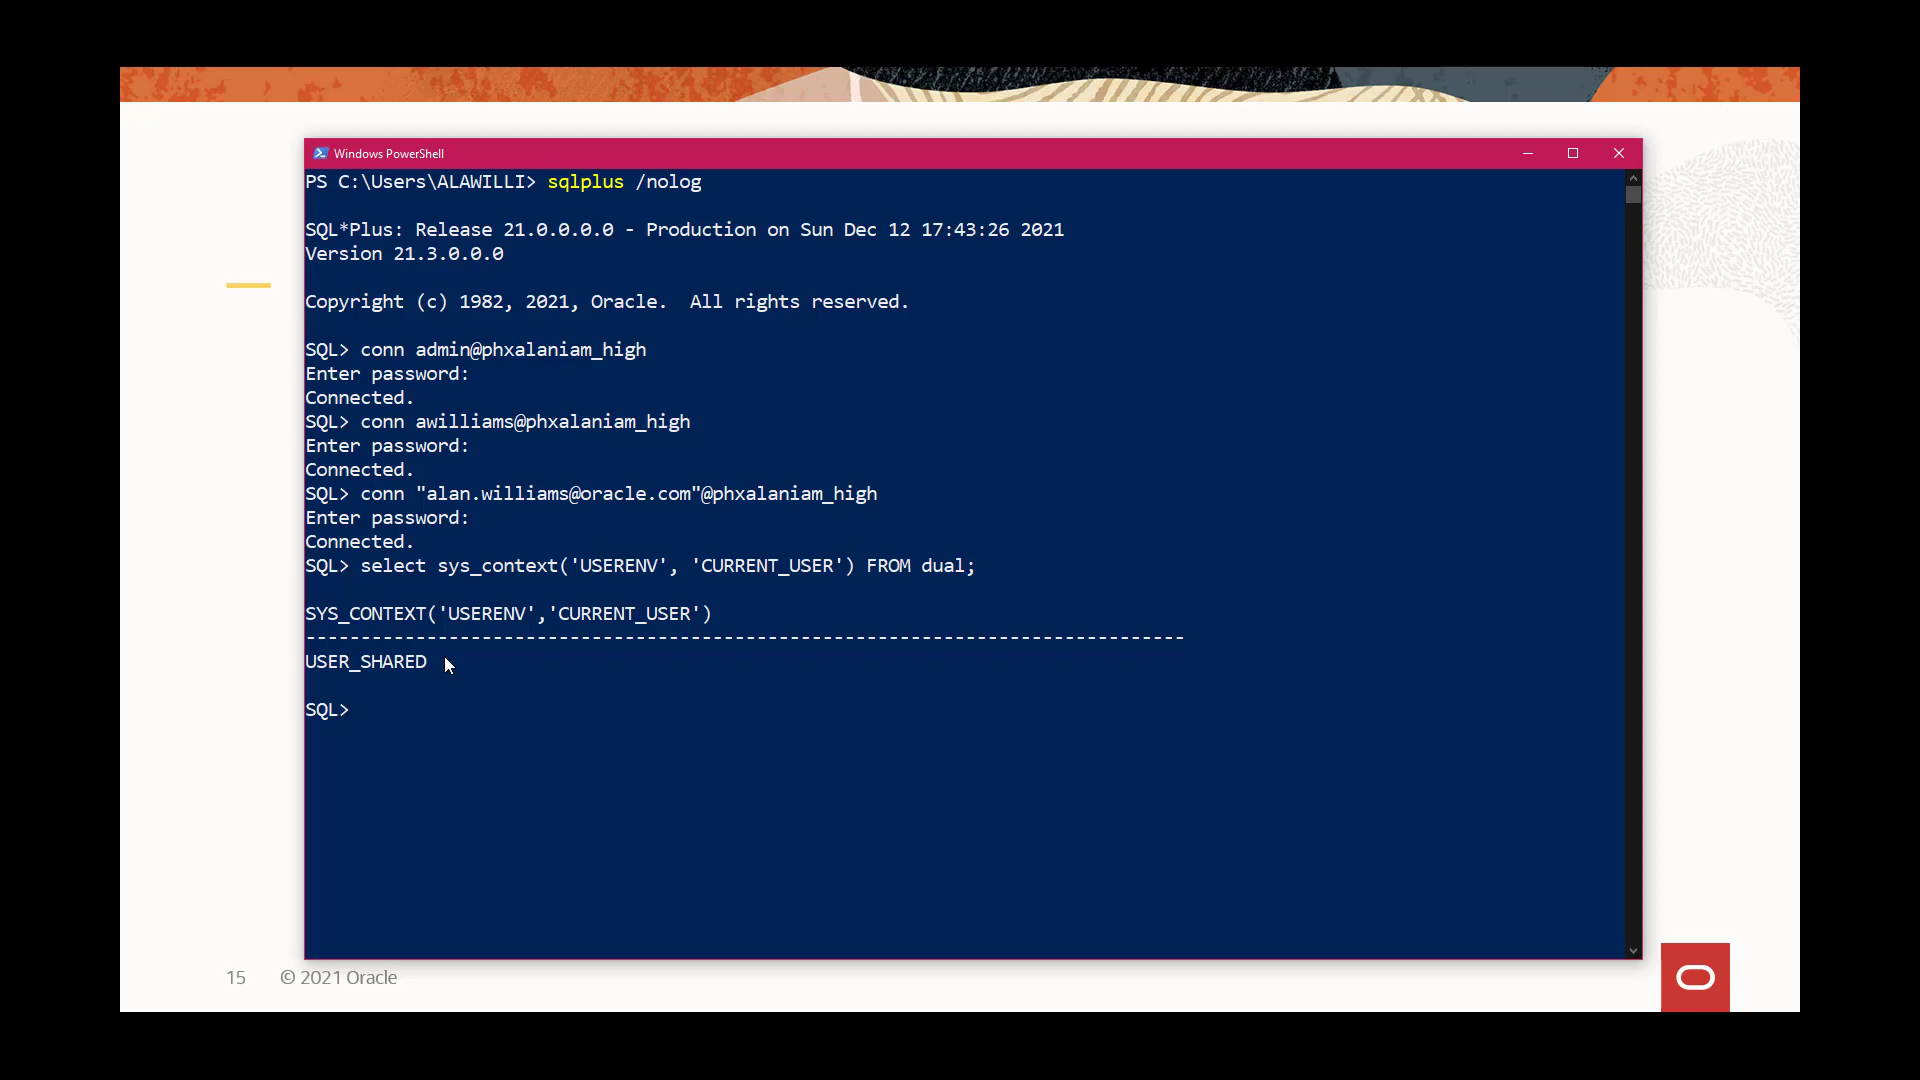 Windows PowerShell
PS C:\Users\ALAWILLI> sqlplus /nolog
SQL*Plus: Release 21.0.0.0.0 - Production on Sun Dec 12 17:43:26 2021
Version 21.3.0.0.0
Copyright (c) 1982, 2021, Oracle.  All rights reserved.
SQL> conn admin@phxalaniam_high
Enter password:
Connected.
SQL> conn awilliams@phxalaniam_high
Enter password:
Connected.
SQL> conn "alan.williams@oracle.com"@phxalaniam_high
Enter password:
Connected.
SQL> select sys_context('USERENV', 'CURRENT_USER') FROM dual;
SYS_CONTEXT('USERENV','CURRENT_USER')
--------------------------------------------------------------------------------
USER_SHARED
SQL>
15 © 2021 Oracle